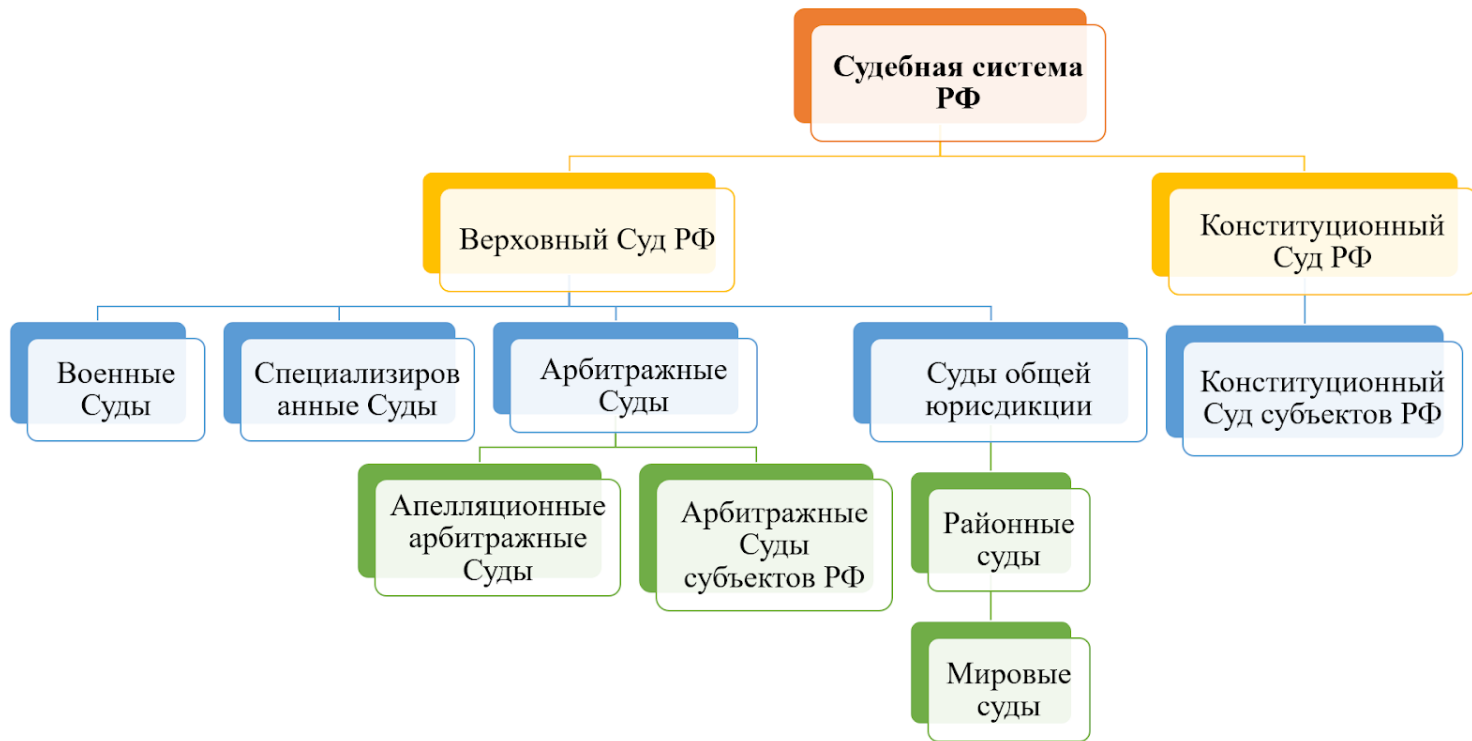 Судебная система
РФ
Верховный Суд РФ
Конституционный
Суд РФ
Военные
Суды
Специализиров
анные Суды
Арбитражные
Суды
Суды общей
юрисдикции
Конституционный
Суд субъектов РФ
Апелляционные
арбитражные
Суды
Арбитражные
Суды
субъектов РФ
Районные
суды
Мировые
суды